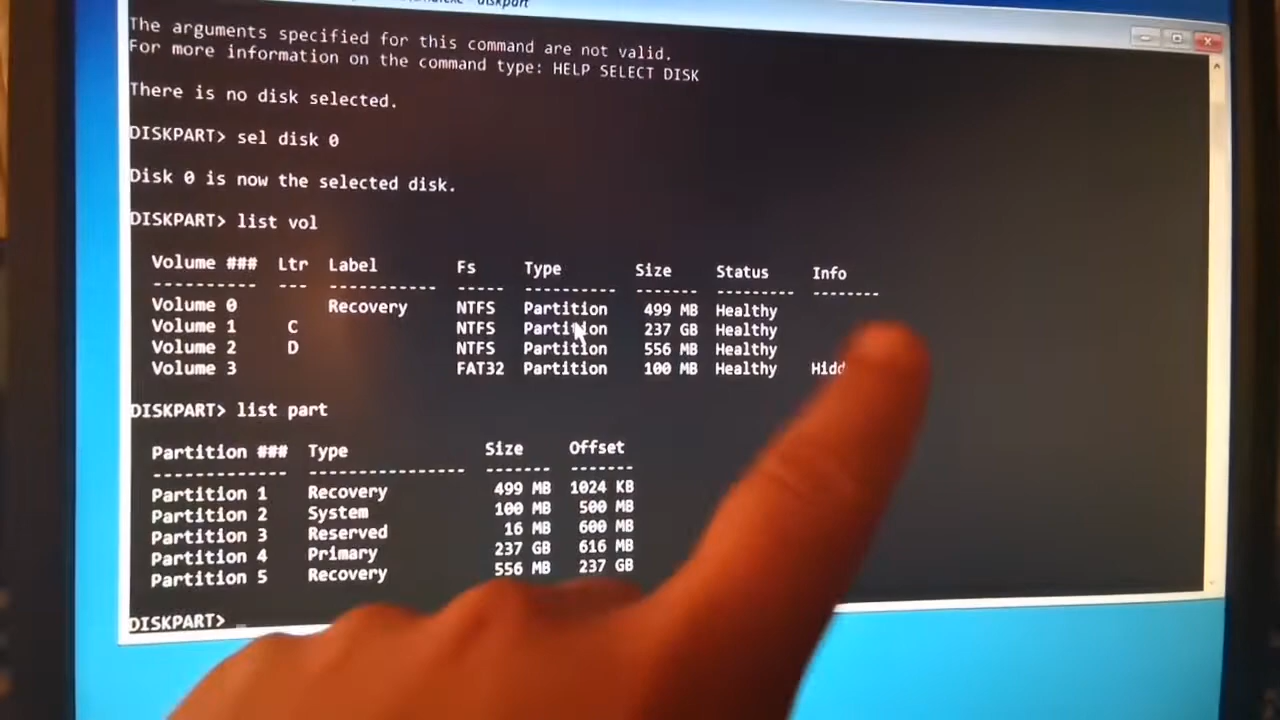 diskpart
The arguments specified for this command are not valid.
For more information on the command type: HELP SELECT DISK
There is no disk selected.
DISKPART> sel disk 0
Disk 0 is now the selected disk.
DISKPART> list vol
Volume ### Ltr Label Fs Type Size Status Info
---------- --- ----------- ----- ---------- ------- --------- --------
Volume 0 Recovery NTFS Partition 499 MB Healthy
Volume 1 C NTFS Partition 237 GB Healthy
Volume 2 D NTFS Partition 556 MB Healthy
Volume 3 FAT32 Partition 100 MB Healthy Hidd
DISKPART> list part
Partition ### Type Size Offset
------------- ---------------- ------- -------
Partition 1 Recovery 499 MB 1024 KB
Partition 2 System 100 MB 500 MB
Partition 3 Reserved 16 MB 600 MB
Partition 4 Primary 237 GB 616 MB
Partition 5 Recovery 556 MB 237 GB
DISKPART> _